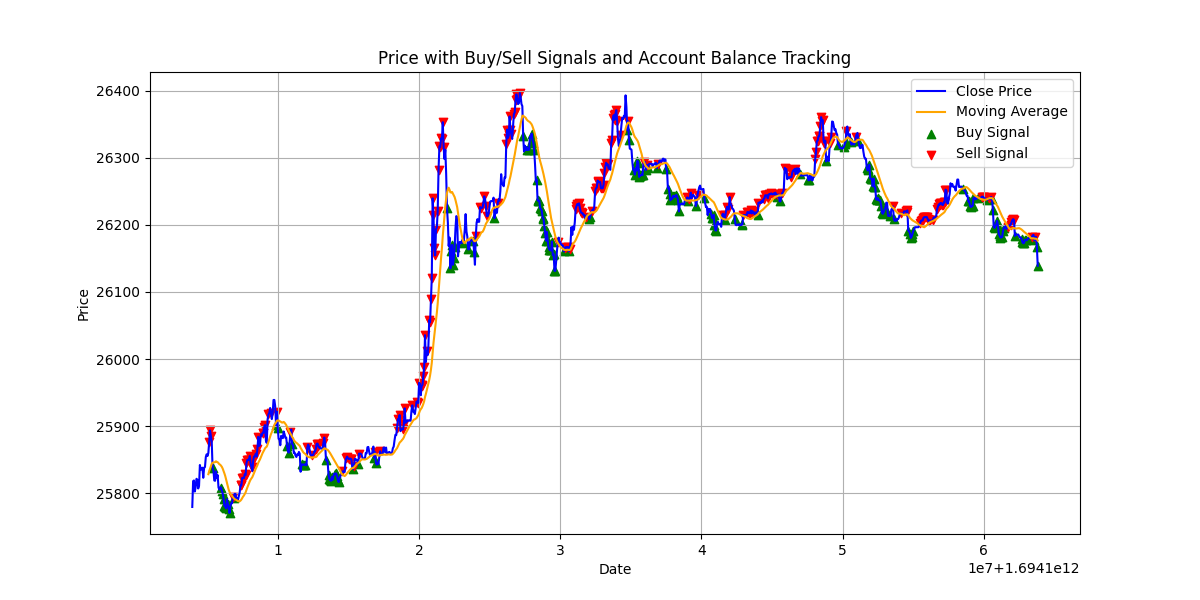 Price with Buy/Sell Signals and Account Balance Tracking
Close Price
Moving Average
Buy Signal
Sell Signal
26400
26300
26200
26100
26000
25900
25800
Price
1 2 3 4 5 6
Date
1e7+1.6941e12